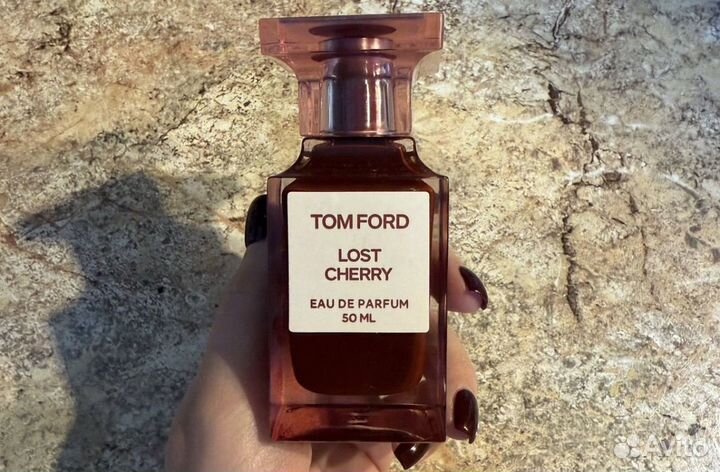 TOM FORD
LOST
CHERRY
EAU DE PARFUM
50 ML
Avito